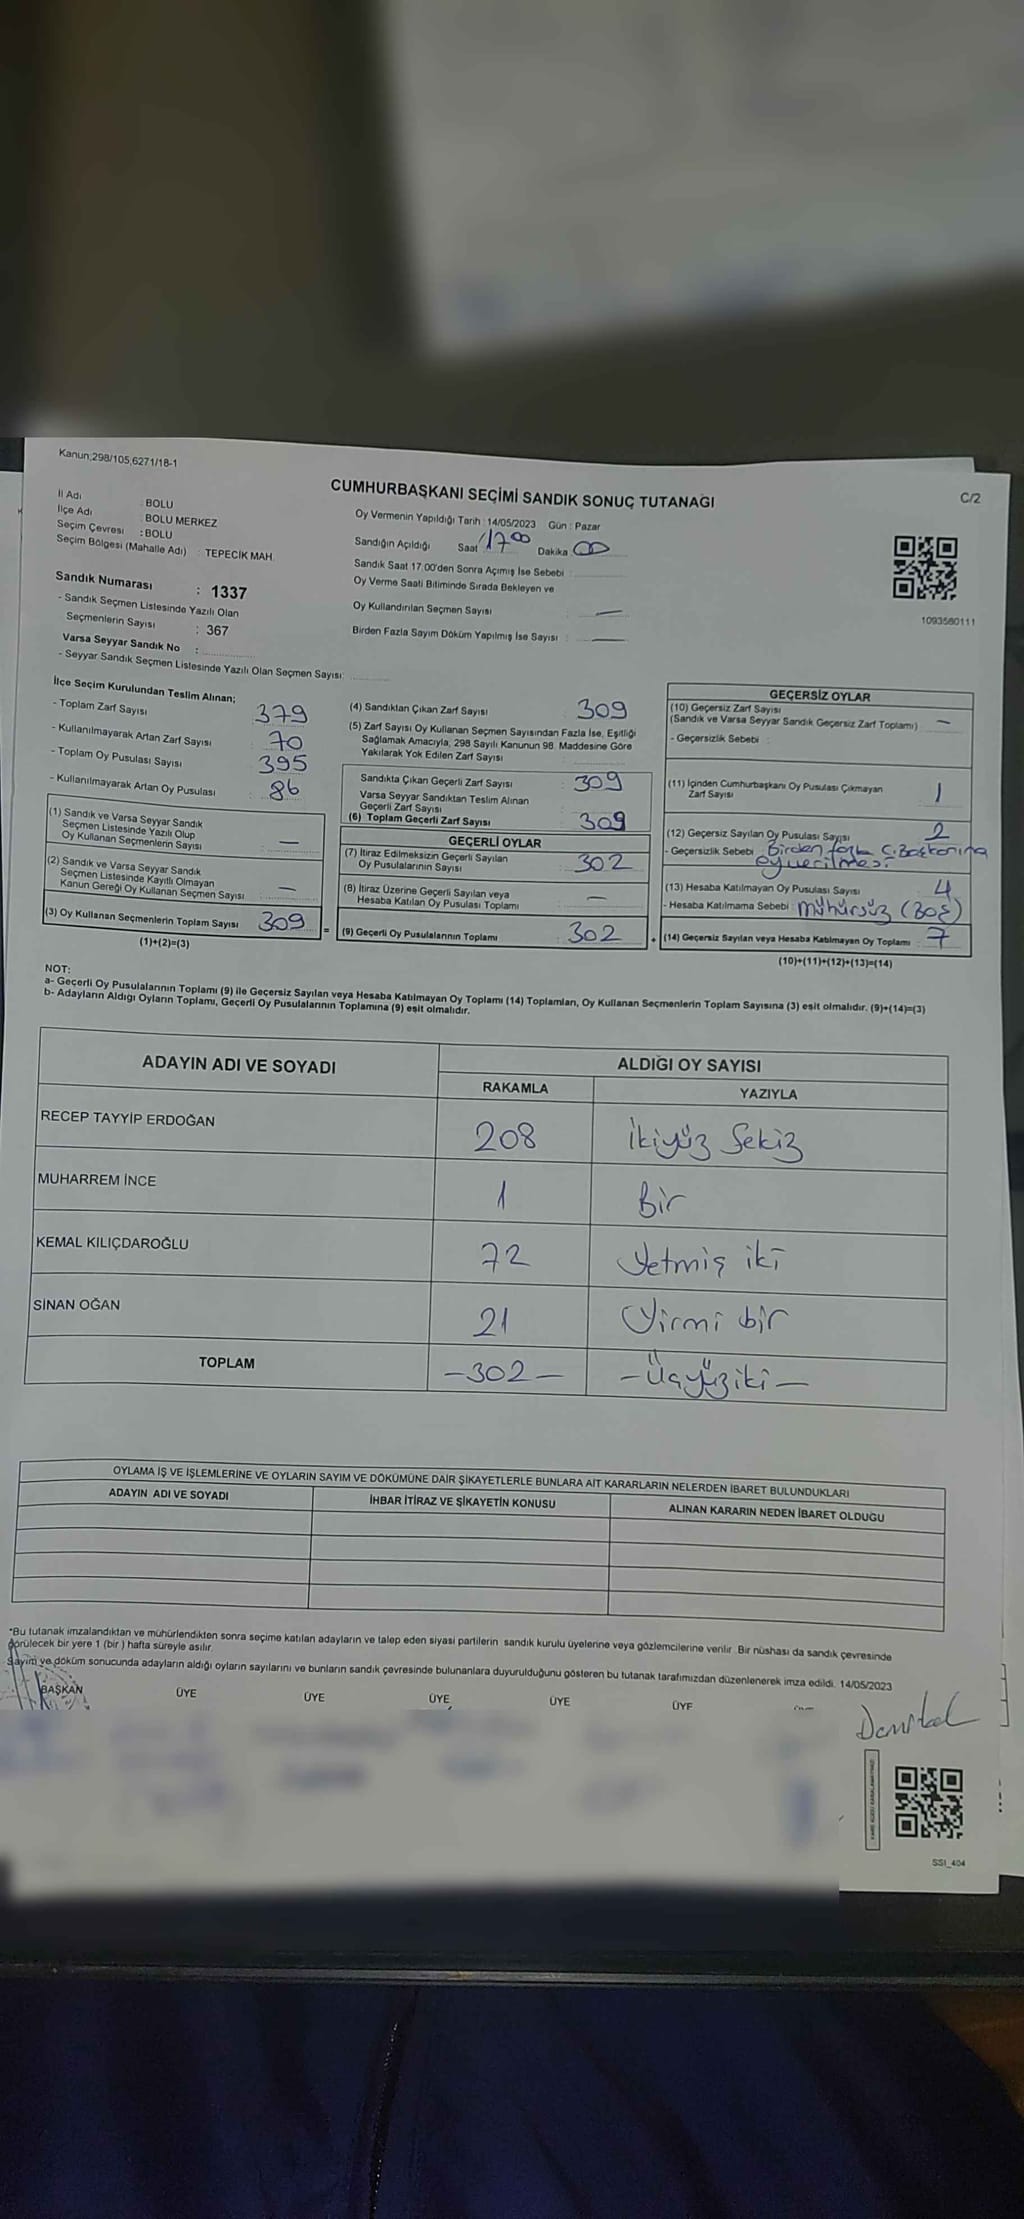 Kanun;298/105,6271/18-1
CUMHURBAŞKANI SEÇİMİ SANDIK SONUÇ TUTANAĞI
C/2
İl Adı : BOLU
İlçe Adı : BOLU MERKEZ
Seçim Çevresi : BOLU
Seçim Bölgesi (Mahalle Adı) : TEPECİK MAH.
Oy Vermenin Yapıldığı Tarih : 14/05/2023 Gün : Pazar
Sandığın Açıldığı Saat 17 00 Dakika 00
Sandık Saat 17.00'den Sonra Açımış İse Sebebi :
Oy Verme Saati Bitiminde Sırada Bekleyen ve
Oy Kullandırılan Seçmen Sayısı : —
Birden Fazla Sayım Döküm Yapılmış İse Sayısı : —
1093560111
Sandık Numarası : 1337
- Sandık Seçmen Listesinde Yazılı Olan
Seçmenlerin Sayısı : 367
Varsa Seyyar Sandık No :
- Seyyar Sandık Seçmen Listesinde Yazılı Olan Seçmen Sayısı:
İlçe Seçim Kurulundan Teslim Alınan;
- Toplam Zarf Sayısı : 379
- Kullanılmayarak Artan Zarf Sayısı : 70
- Toplam Oy Pusulası Sayısı : 395
- Kullanılmayarak Artan Oy Pusulası : 86
(1) Sandık ve Varsa Seyyar Sandık
Seçmen Listesinde Yazılı Olup
Oy Kullanan Seçmenlerin Sayısı : —
(2) Sandık ve Varsa Seyyar Sandık
Seçmen Listesinde Kayıtlı Olmayan
Kanun Gereği Oy Kullanan Seçmen Sayısı : —
(3) Oy Kullanan Seçmenlerin Toplam Sayısı : 309
(1)+(2)=(3)
(4) Sandıktan Çıkan Zarf Sayısı : 309
(5) Zarf Sayısı Oy Kullanan Seçmen Sayısından Fazla İse, Eşitliği
Sağlamak Amacıyla, 298 Sayılı Kanunun 98. Maddesine Göre
Yakılarak Yok Edilen Zarf Sayısı :
Sandıkta Çıkan Geçerli Zarf Sayısı : 309
Varsa Seyyar Sandıktan Teslim Alınan
Geçerli Zarf Sayısı :
(6) Toplam Geçerli Zarf Sayısı : 309
GEÇERLİ OYLAR
(7) İtiraz Edilmeksizin Geçerli Sayılan
Oy Pusulalarının Sayısı : 302
(8) İtiraz Üzerine Geçerli Sayılan veya
Hesaba Katılan Oy Pusulası Toplamı : —
(9) Geçerli Oy Pusulalarının Toplamı : 302
GEÇERSİZ OYLAR
(10) Geçersiz Zarf Sayısı
(Sandık ve Varsa Seyyar Sandık Geçersiz Zarf Toplamı) : —
- Geçersizlik Sebebi :
(11) İçinden Cumhurbaşkanı Oy Pusulası Çıkmayan
Zarf Sayısı : 1
(12) Geçersiz Sayılan Oy Pusulası Sayısı : 2
- Geçersizlik Sebebi : Birden fazla C.Başkanına
oy verilmesi
(13) Hesaba Katılmayan Oy Pusulası Sayısı : 4
- Hesaba Katılmama Sebebi : Mühürsüz (Boş)
(14) Geçersiz Sayılan veya Hesaba Katılmayan Oy Toplamı : 7
(10)+(11)+(12)+(13)=(14)
NOT:
a- Geçerli Oy Pusulalarının Toplamı (9) ile Geçersiz Sayılan veya Hesaba Katılmayan Oy Toplamı (14) Toplamları, Oy Kullanan Seçmenlerin Toplam Sayısına (3) eşit olmalıdır. (9)+(14)=(3)
b- Adayların Aldığı Oyların Toplamı, Geçerli Oy Pusulalarının Toplamına (9) eşit olmalıdır.
ADAYIN ADI VE SOYADI ALDIĞI OY SAYISI
RAKAMLA YAZIYLA
RECEP TAYYİP ERDOĞAN 208 İkiyüz Sekiz
MUHARREM İNCE 1 Bir
KEMAL KILIÇDAROĞLU 72 Yetmiş iki
SİNAN OĞAN 21 Yirmi bir
TOPLAM — 302 — — Üçyüziki —
OYLAMA İŞ VE İŞLEMLERİNE VE OYLARIN SAYIM VE DÖKÜMÜNE DAİR ŞİKAYETLERLE BUNLARA AİT KARARLARIN NELERDEN İBARET BULUNDUKLARI
ADAYIN ADI VE SOYADI İHBAR İTİRAZ VE ŞİKAYETİN KONUSU ALINAN KARARIN NEDEN İBARET OLDUĞU
*Bu tutanak imzalandıktan ve mühürlendikten sonra seçime katılan adayların ve talep eden siyasi partilerin sandık kurulu üyelerine veya gözlemcilerine verilir. Bir nüshası da sandık çevresinde
görülecek bir yere 1 (bir) hafta süreyle asılır.
Sayım ve döküm sonucunda adayların aldığı oyların sayılarını ve bunların sandık çevresinde bulunanlara duyurulduğunu gösteren bu tutanak tarafımızdan düzenlenerek imza edildi. 14/05/2023
BAŞKAN ÜYE ÜYE ÜYE ÜYE ÜYE
SSI_404